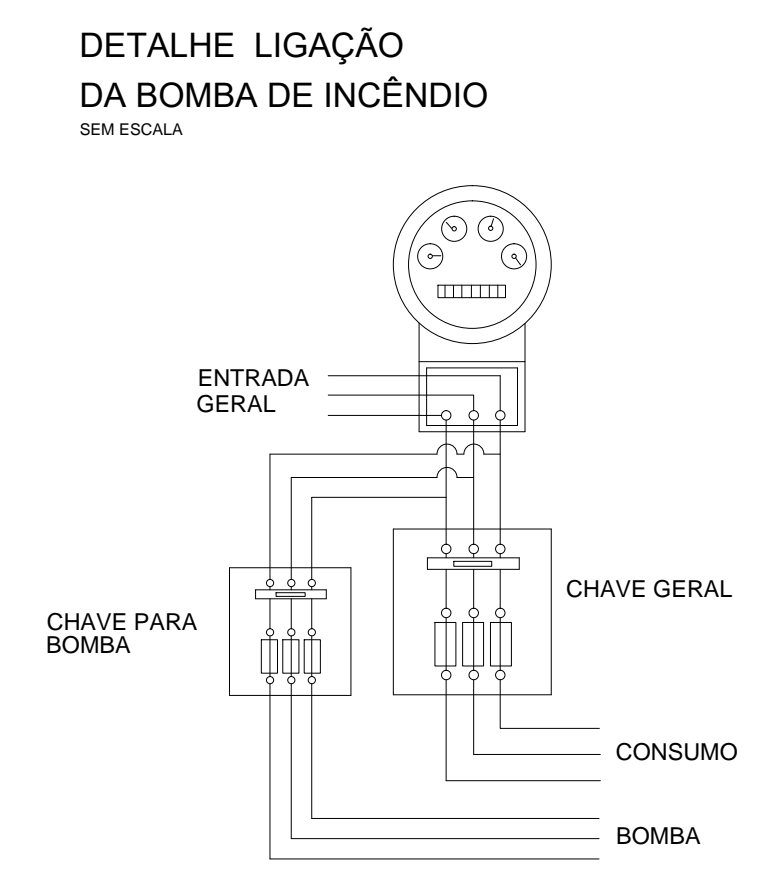 DETALHE LIGAÇÃO
DA BOMBA DE INCÊNDIO
SEM ESCALA
ENTRADA
GERAL
CHAVE GERAL
CHAVE PARA
BOMBA
CONSUMO
BOMBA